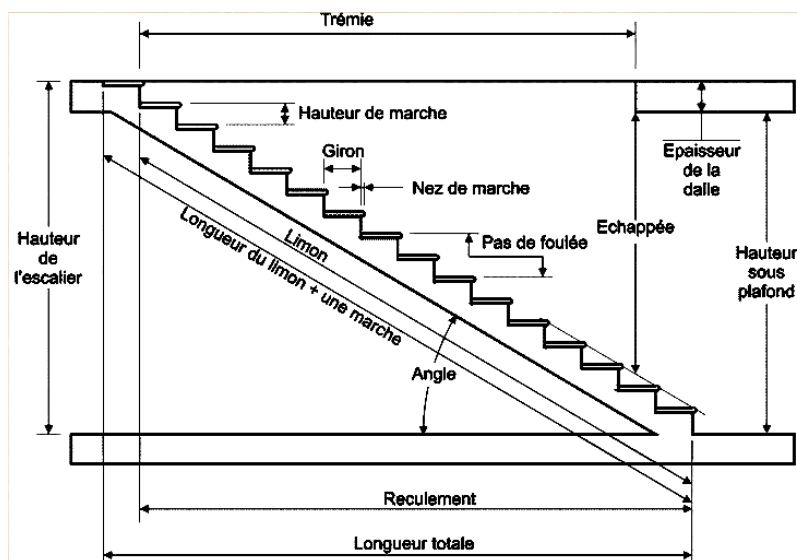 Trémie
Hauteur de marche
Giron
Nez de marche
Epaisseur
de la
dalle
Echappée
Hauteur
de
l'escalier
Limon
Longueur du limon + une marche
Pas de foulée
Hauteur
sous
plafond
Angle
Reculement
Longueur totale